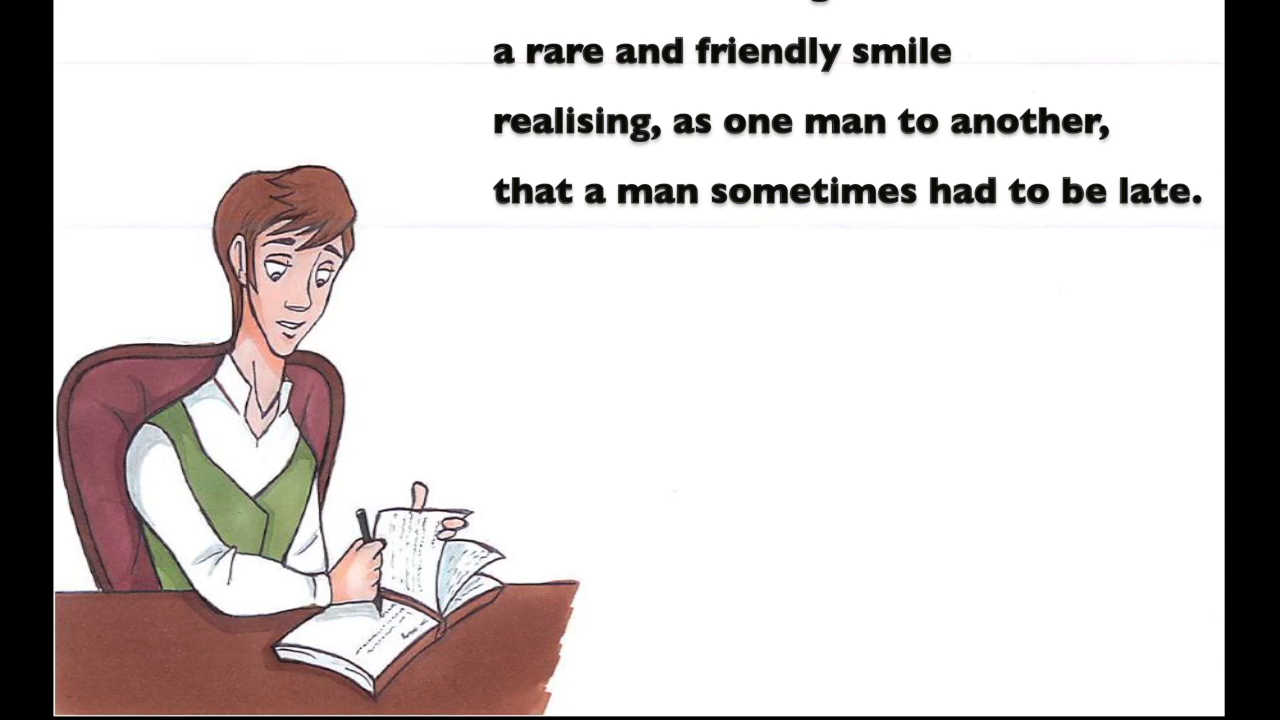 a rare and friendly smile
realising, as one man to another,
that a man sometimes had to be late.